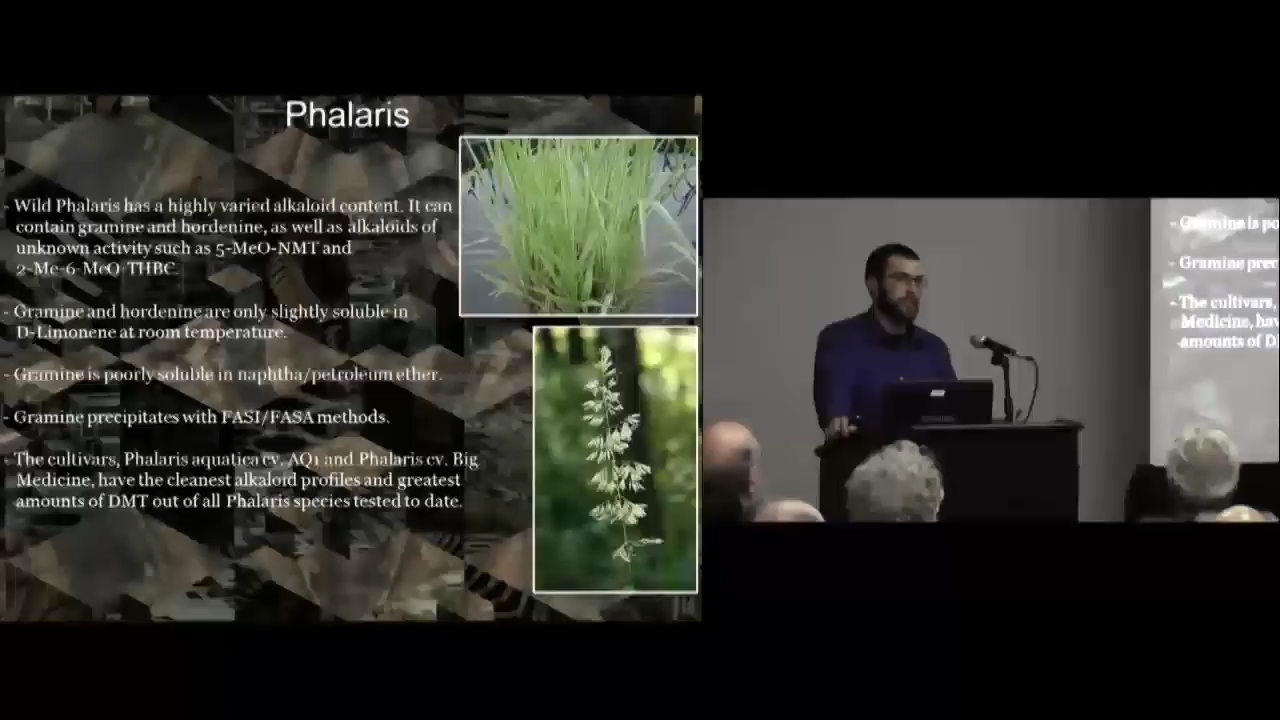 Phalaris
- Wild Phalaris has a highly varied alkaloid content. It can
contain gramine and hordenine, as well as alkaloids of
unknown activity such as 5-MeO-NMT and
2-Me-6-MeO-THBC.
- Gramine and hordenine are only slightly soluble in
D-Limonene at room temperature.
- Gramine is poorly soluble in naphtha/petroleum ether.
- Gramine precipitates with FASI/FASA methods.
- The cultivars, Phalaris aquatica cv. AQ1 and Phalaris cv. Big
Medicine, have the cleanest alkaloid profiles and greatest
amounts of DMT out of all Phalaris species tested to date.
- Gramine is po
- Gramine prec
- The cultivars,
Medicine, hav
amounts of D